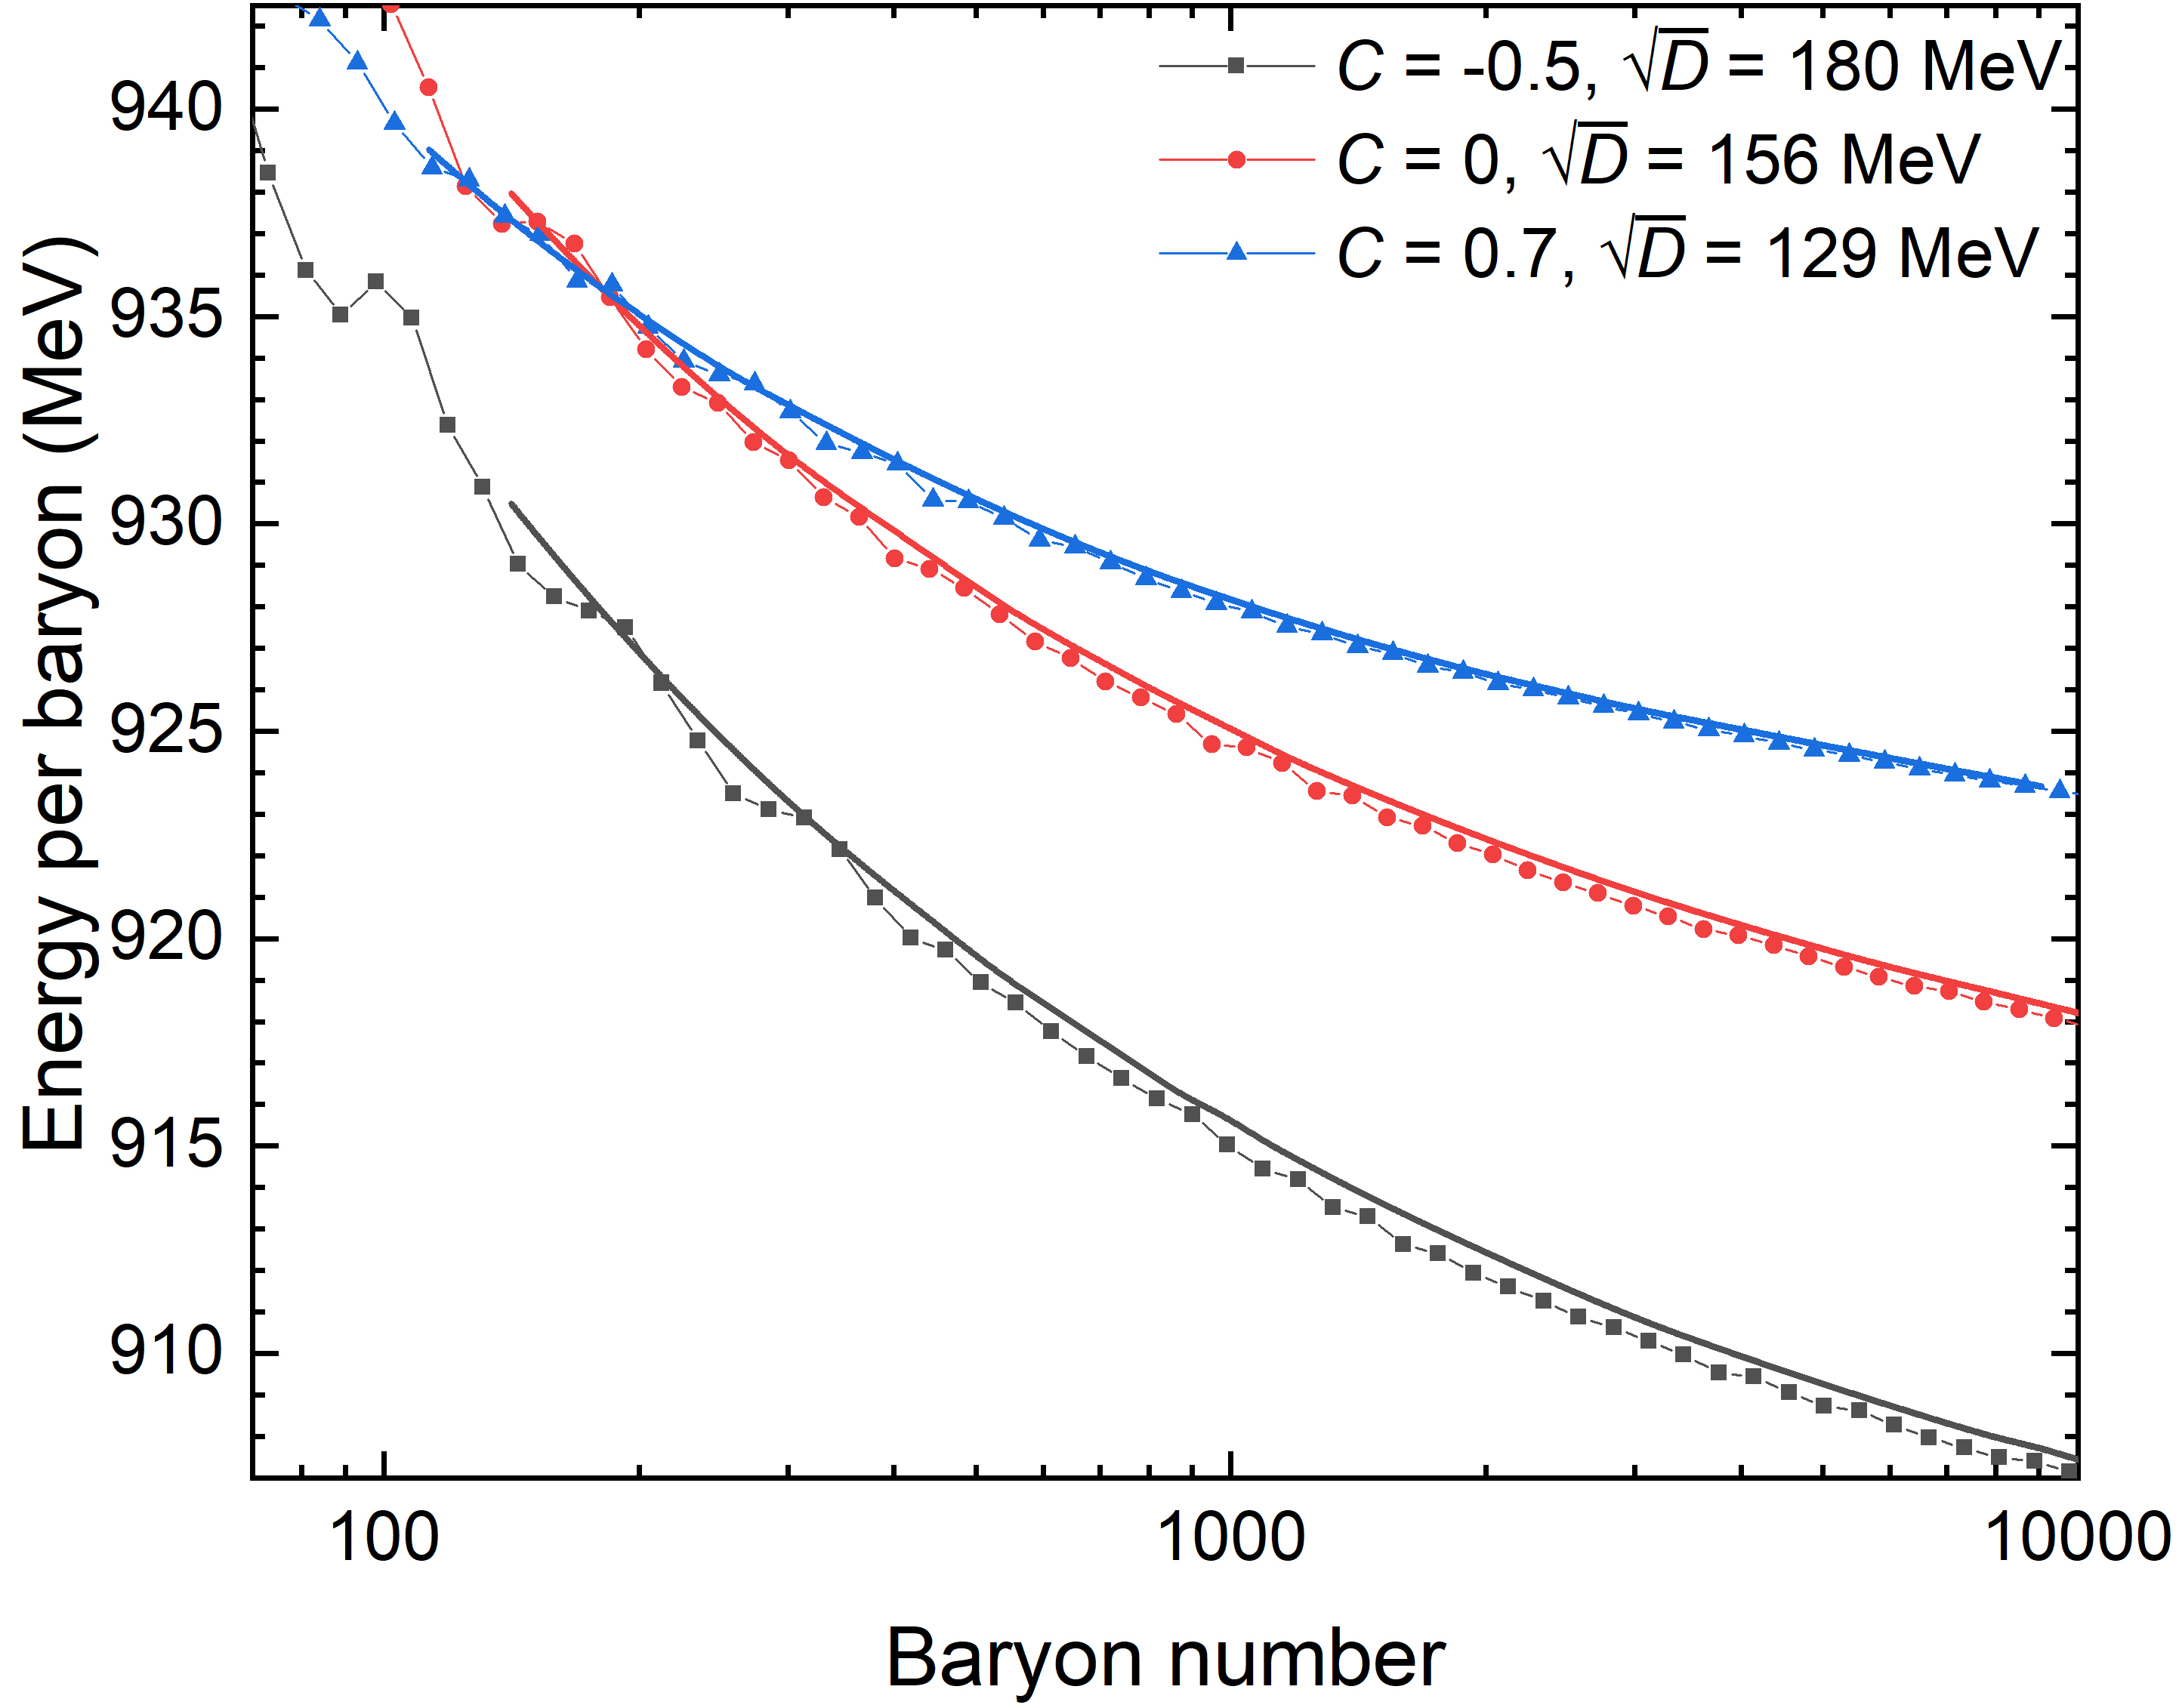 C = -0.5, √D = 180 MeV
C = 0, √D = 156 MeV
C = 0.7, √D = 129 MeV
Energy per baryon (MeV)
940
935
930
925
920
915
910
100 1000 10000
Baryon number